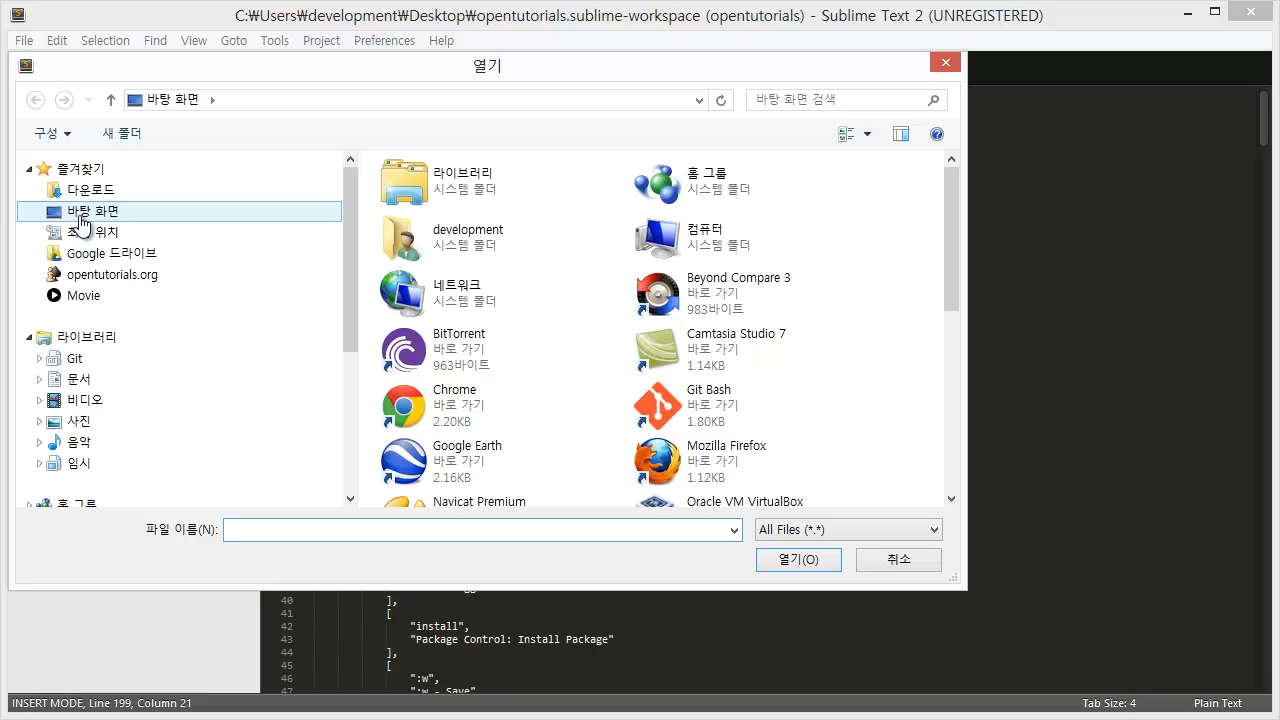 C:₩Users₩development₩Desktop₩opentutorials.sublime-workspace (opentutorials) - Sublime Text 2 (UNREGISTERED)
File Edit Selection Find View Goto Tools Project Preferences Help
열기
바탕 화면
바탕 화면 검색
구성
새 폴더
즐겨찾기
다운로드
바탕 화면
위치
Google 드라이브
opentutorials.org
Movie
라이브러리
Git
문서
비디오
사진
음악
임시
홈 그룹
라이브러리
시스템 폴더
홈 그룹
시스템 폴더
development
시스템 폴더
컴퓨터
시스템 폴더
네트워크
시스템 폴더
Beyond Compare 3
바로 가기
983바이트
BitTorrent
바로 가기
963바이트
Camtasia Studio 7
바로 가기
1.14KB
Chrome
바로 가기
2.20KB
Git Bash
바로 가기
1.80KB
Google Earth
바로 가기
2.16KB
Mozilla Firefox
바로 가기
1.12KB
Navicat Premium
Oracle VM VirtualBox
파일 이름(N):
All Files (*.*)
열기(O)
취소
40 ],
41 [
42 "install",
43 "Package Control: Install Package"
44 ],
45 [
46 ":w",
47 ":w - Save"
INSERT MODE, Line 199, Column 21
Tab Size: 4
Plain Text